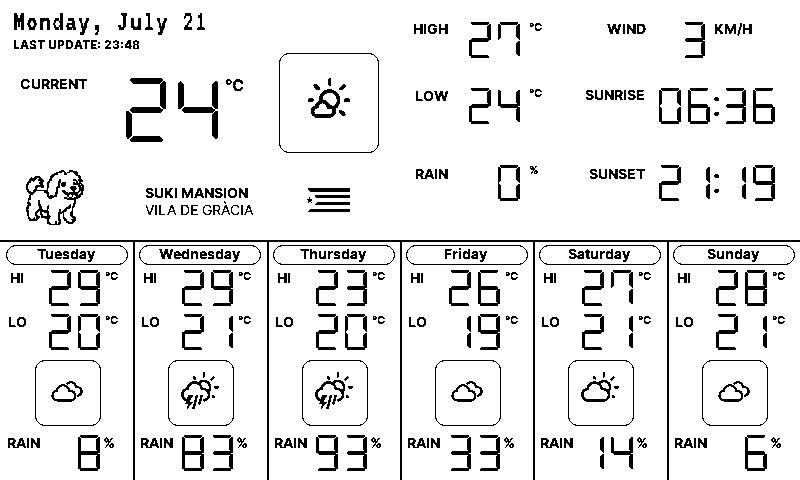 Monday, July 21
LAST UPDATE: 23:48
CURRENT 24 °C
HIGH 27 °C
WIND 3 KM/H
LOW 24 °C
SUNRISE 06:36
RAIN 0 %
SUNSET 21:19
SUKI MANSION
VILA DE GRÀCIA
Tuesday
HI 29 °C
LO 20 °C
RAIN 8 %
Wednesday
HI 29 °C
LO 21 °C
RAIN 83 %
Thursday
HI 23 °C
LO 20 °C
RAIN 93 %
Friday
HI 26 °C
LO 19 °C
RAIN 33 %
Saturday
HI 27 °C
LO 21 °C
RAIN 14 %
Sunday
HI 28 °C
LO 21 °C
RAIN 6 %